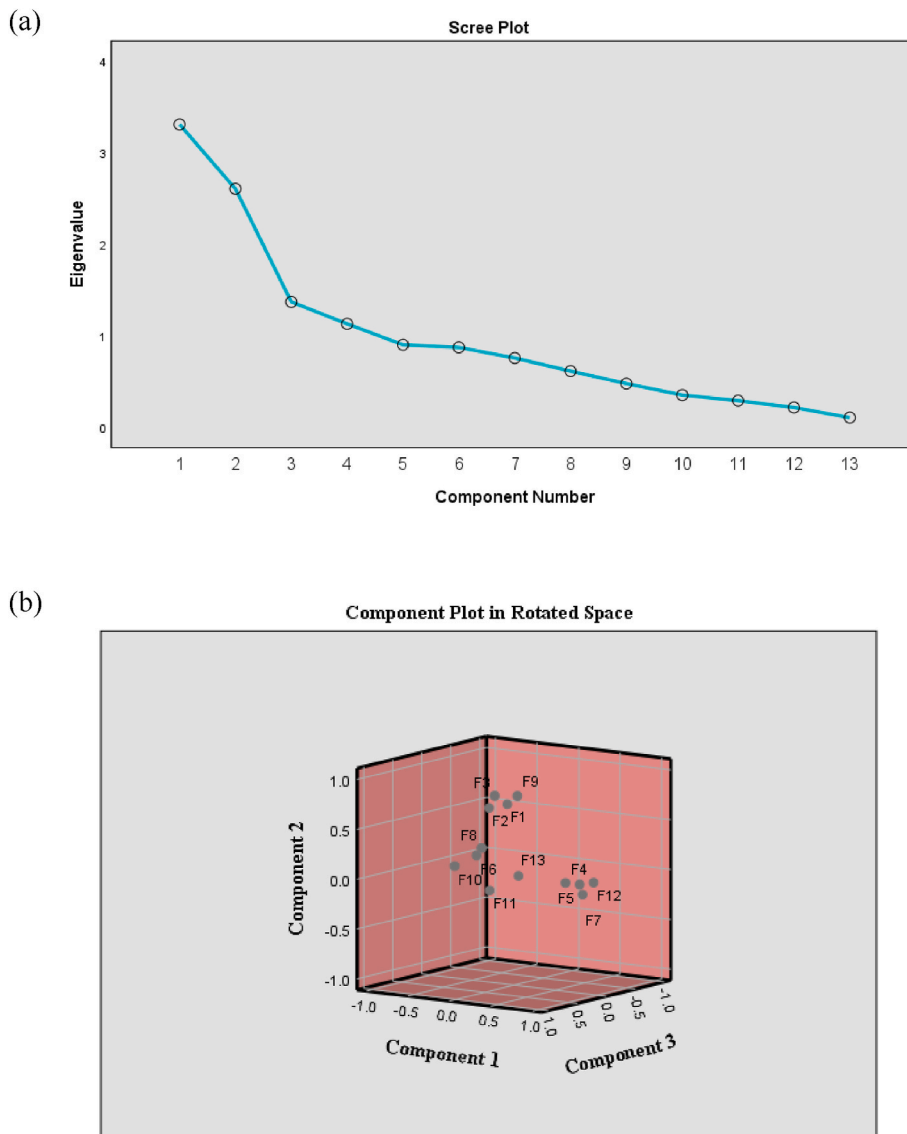 (a)
Scree Plot
4
3
2
1
0
Eigenvalue
1 2 3 4 5 6 7 8 9 10 11 12 13
Component Number
(b)
Component Plot in Rotated Space
F3 F9
F2 F1
F8
F6
F10
F13
F11
F4
F5 F12
F7
1.0
0.5
0.0
-0.5
-1.0
Component 2
-1.0 -0.5 0.0 0.5 1.0
Component 1
1.0 0.5 0.0 -0.5 -1.0
Component 3